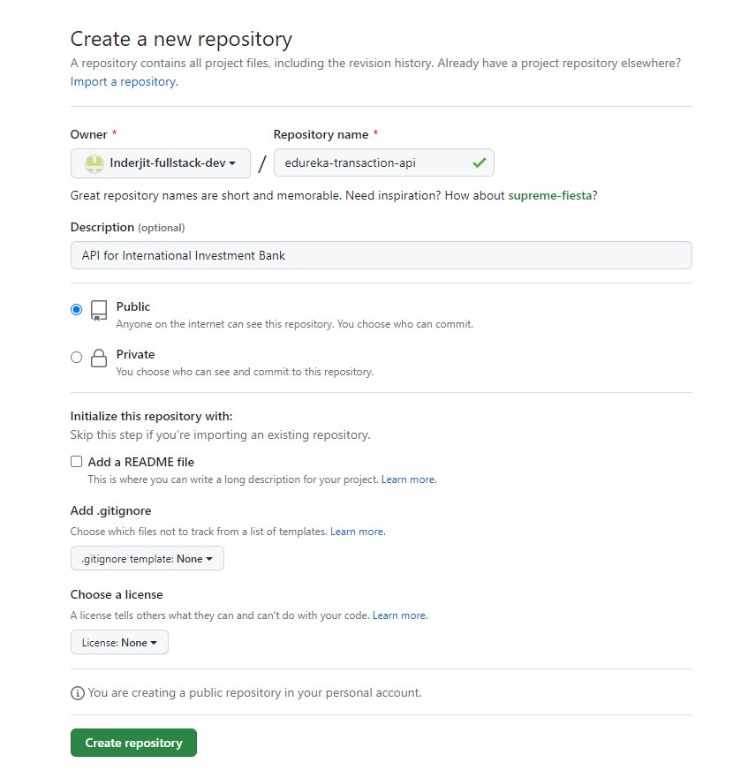 Create a new repository
A repository contains all project files, including the revision history. Already have a project repository elsewhere?
Import a repository.
Owner * Repository name *
Inderjit-fullstack-dev / edureka-transaction-api
Great repository names are short and memorable. Need inspiration? How about supreme-fiesta?
Description (optional)
API for International Investment Bank
Public
Anyone on the internet can see this repository. You choose who can commit.
Private
You choose who can see and commit to this repository.
Initialize this repository with:
Skip this step if you're importing an existing repository.
Add a README file
This is where you can write a long description for your project. Learn more.
Add .gitignore
Choose which files not to track from a list of templates. Learn more.
.gitignore template: None
Choose a license
A license tells others what they can and can't do with your code. Learn more.
License: None
You are creating a public repository in your personal account.
Create repository